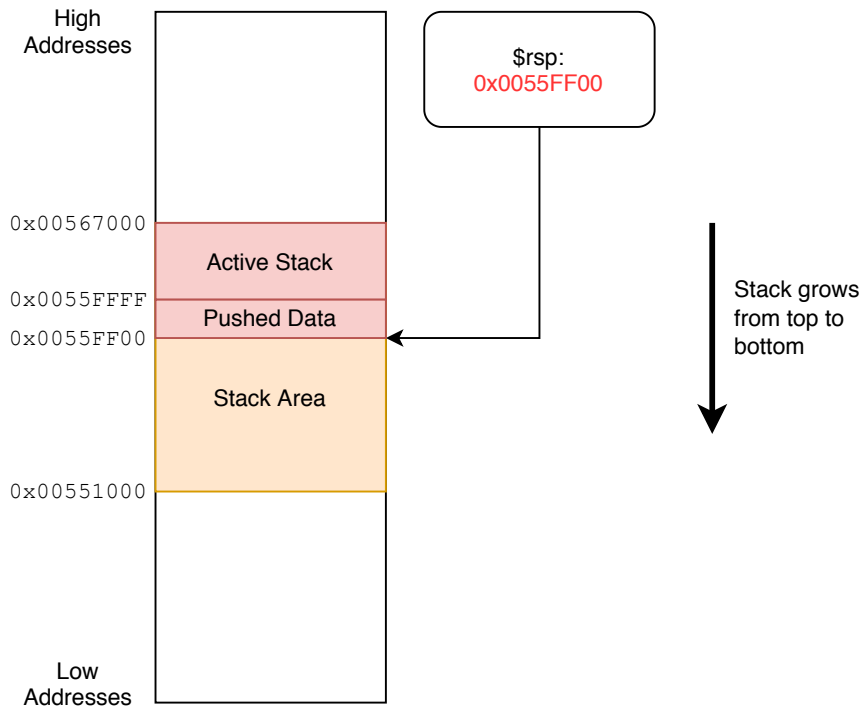 High
Addresses
$rsp:
0x0055FF00
0x00567000
Active Stack
0x0055FFFF
Pushed Data
0x0055FF00
Stack grows
from top to
bottom
Stack Area
0x00551000
Low
Addresses